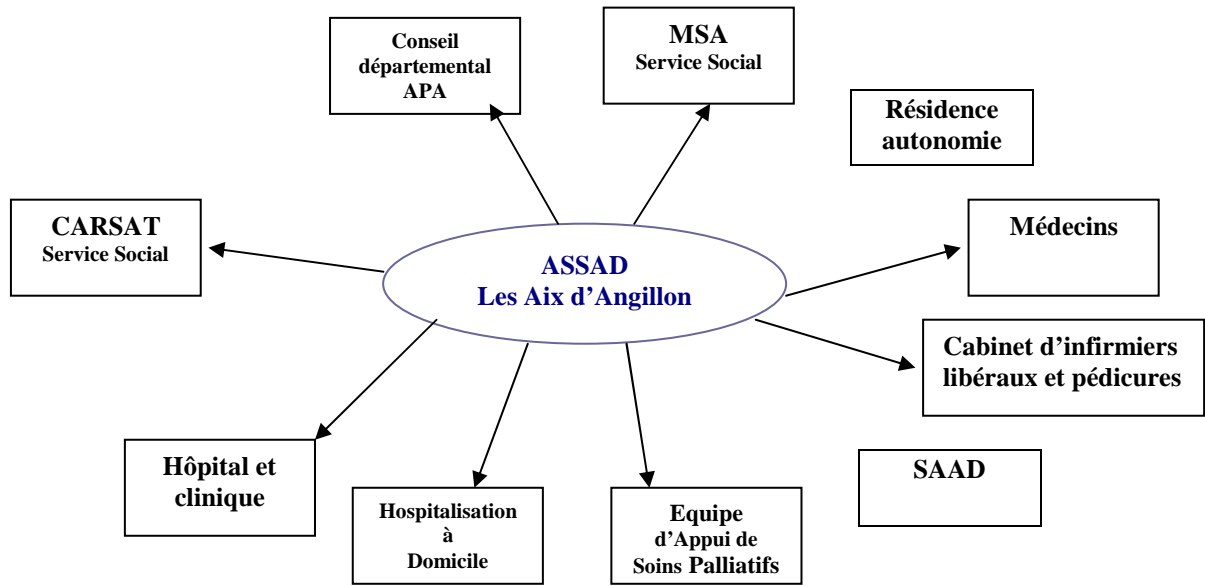 Conseil
départemental
APA
MSA
Service Social
Résidence
autonomie
CARSAT
Service Social
Médecins
ASSAD
Les Aix d’Angillon
Cabinet d’infirmiers
libéraux et pédicures
Hôpital et
clinique
SAAD
Hospitalisation
à
Domicile
Equipe
d’Appui de
Soins Palliatifs